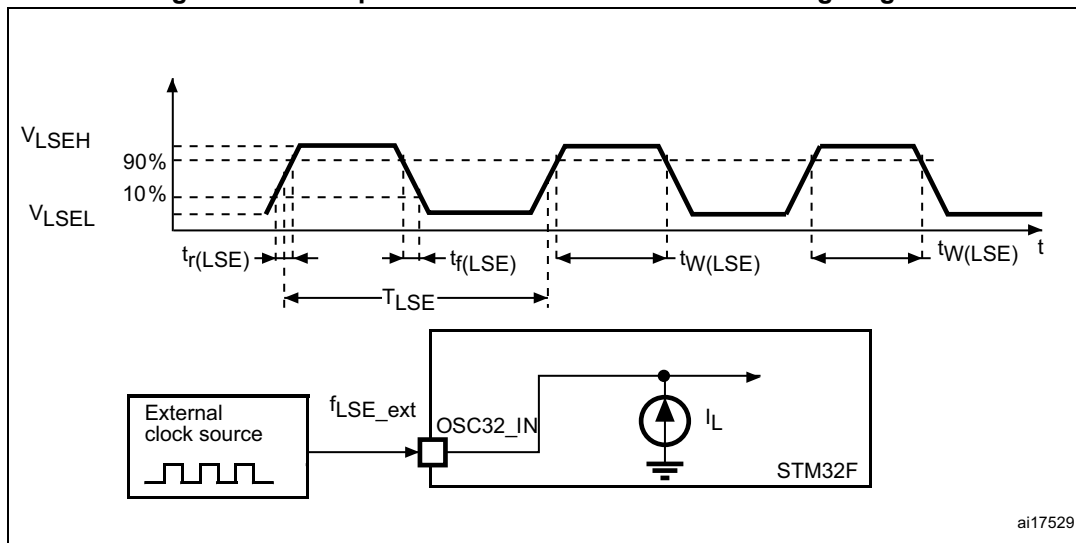 VLSEH
90%
10%
VLSEL
tr(LSE)
tf(LSE)
tW(LSE)
tW(LSE)
t
TLSE
External
clock source
fLSE_ext
OSC32_IN
IL
STM32F
ai17529